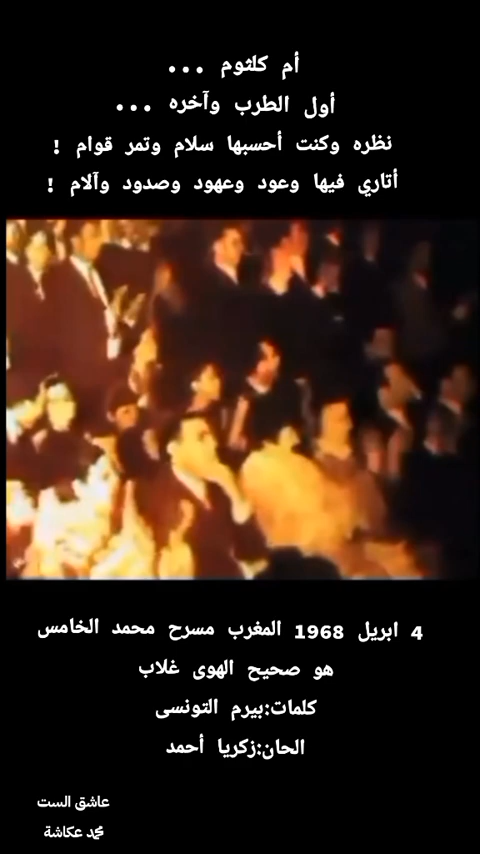 أم كلثوم ...
أول الطرب وآخره ...
نظره وكنت أحسبها سلام وتمر قوام !
أتاري فيها وعود وعهود وصدود وآلام !
4 ابريل 1968 المغرب مسرح محمد الخامس
هو صحيح الهوى غلاب
كلمات:بيرم التونسى
الحان:زكريا أحمد
عاشق الست
محمد عكاشة